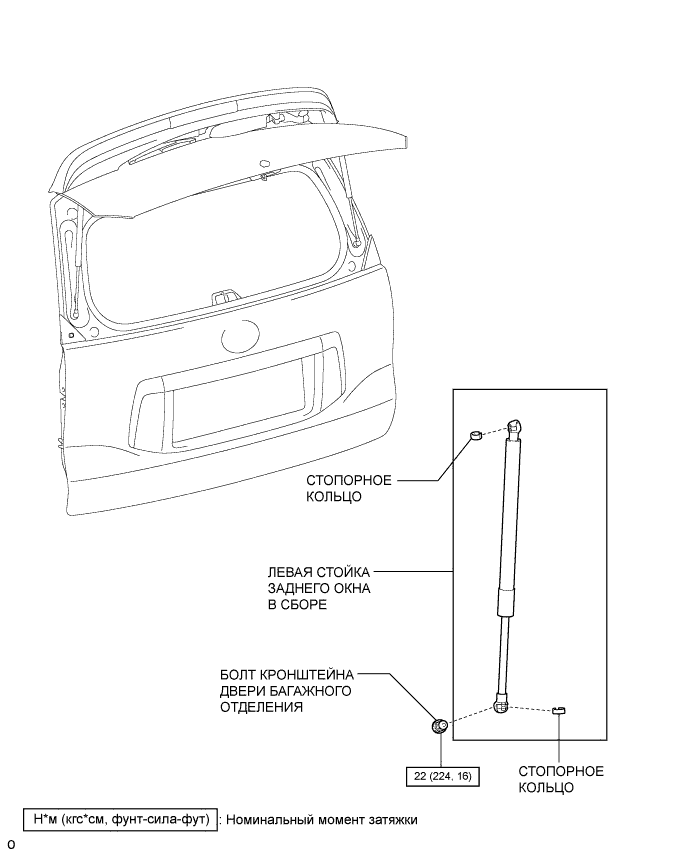 СТОПОРНОЕ
КОЛЬЦО
ЛЕВАЯ СТОЙКА
ЗАДНЕГО ОКНА
В СБОРЕ
БОЛТ КРОНШТЕЙНА
ДВЕРИ БАГАЖНОГО
ОТДЕЛЕНИЯ
22 (224, 16)
СТОПОРНОЕ
КОЛЬЦО
Н*м (кгс*см, фунт-сила-фут) : Номинальный момент затяжки
O